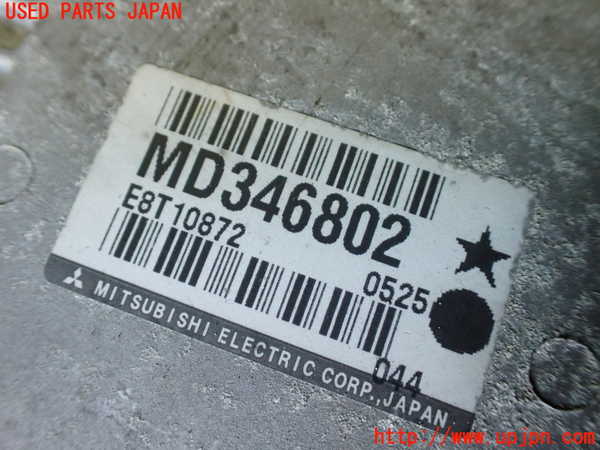 USED PARTS JAPAN
MD346802
E8T10872
0525
044
MITSUBISHI ELECTRIC CORP.,JAPAN
http://www.upjpn.com